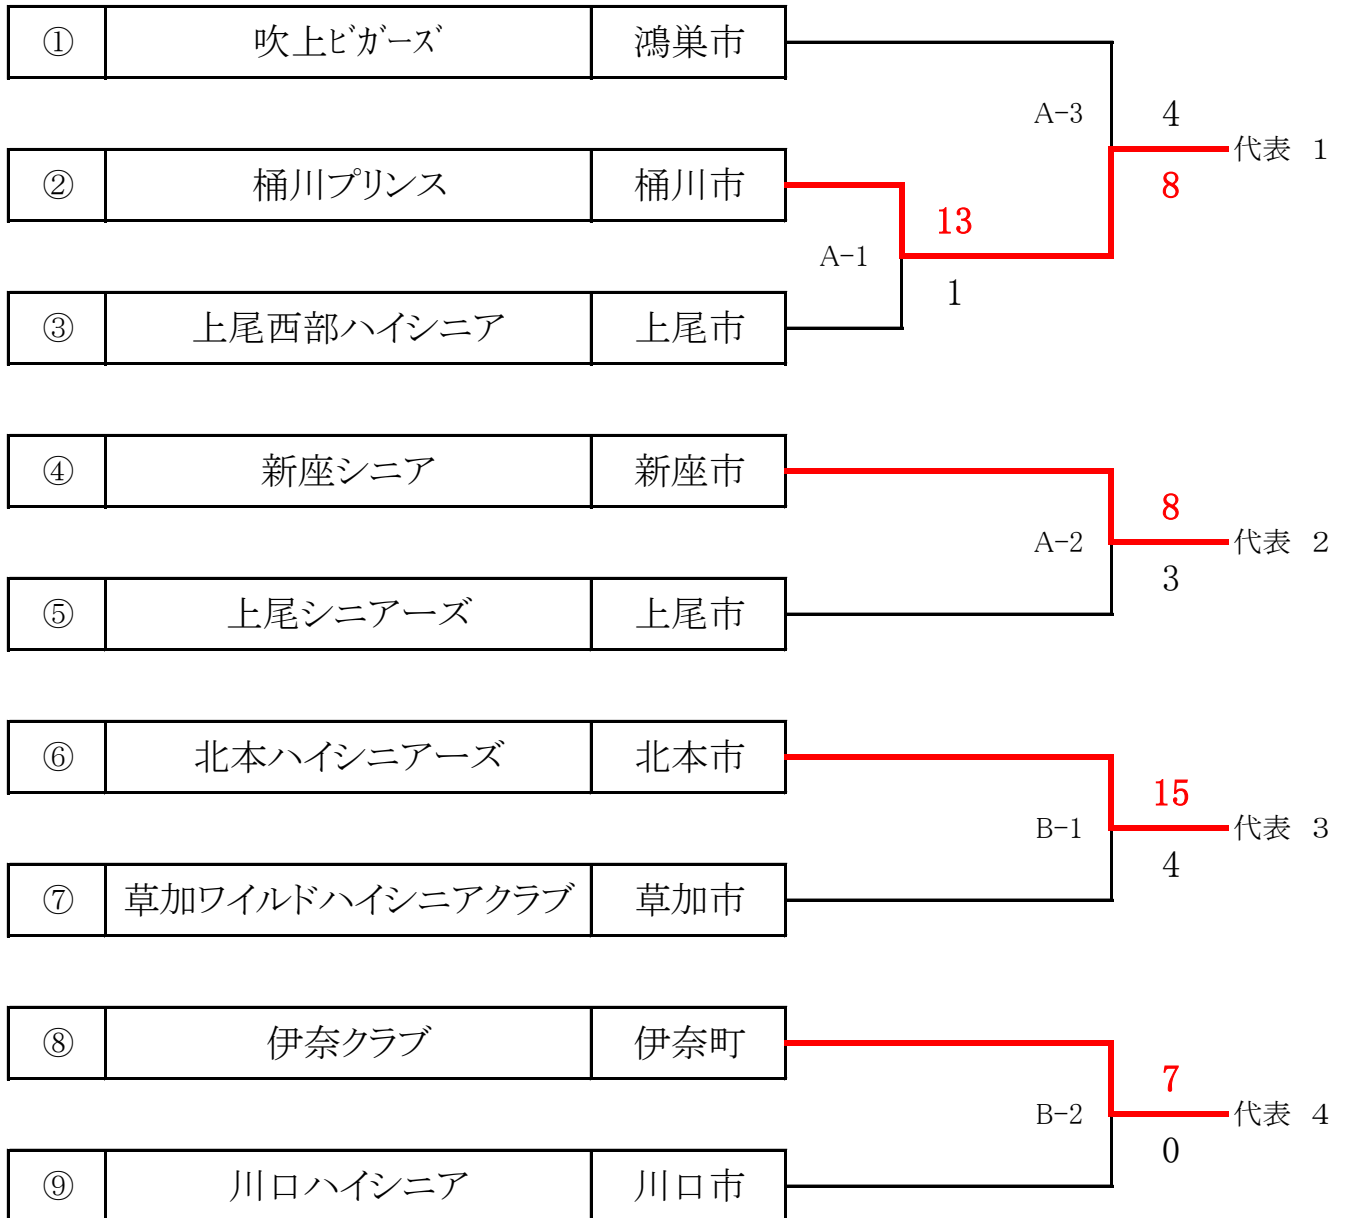 ① 吹上ビガーズ 鴻巣市
A-3 4
代表 1
② 桶川プリンス 桶川市 8
13
A-1
1
③ 上尾西部ハイシニア 上尾市
④ 新座シニア 新座市
8
A-2 代表 2
3
⑤ 上尾シニアーズ 上尾市
⑥ 北本ハイシニアーズ 北本市
15
B-1 代表 3
4
⑦ 草加ワイルドハイシニアクラブ 草加市
⑧ 伊奈クラブ 伊奈町
7
B-2 代表 4
0
⑨ 川口ハイシニア 川口市